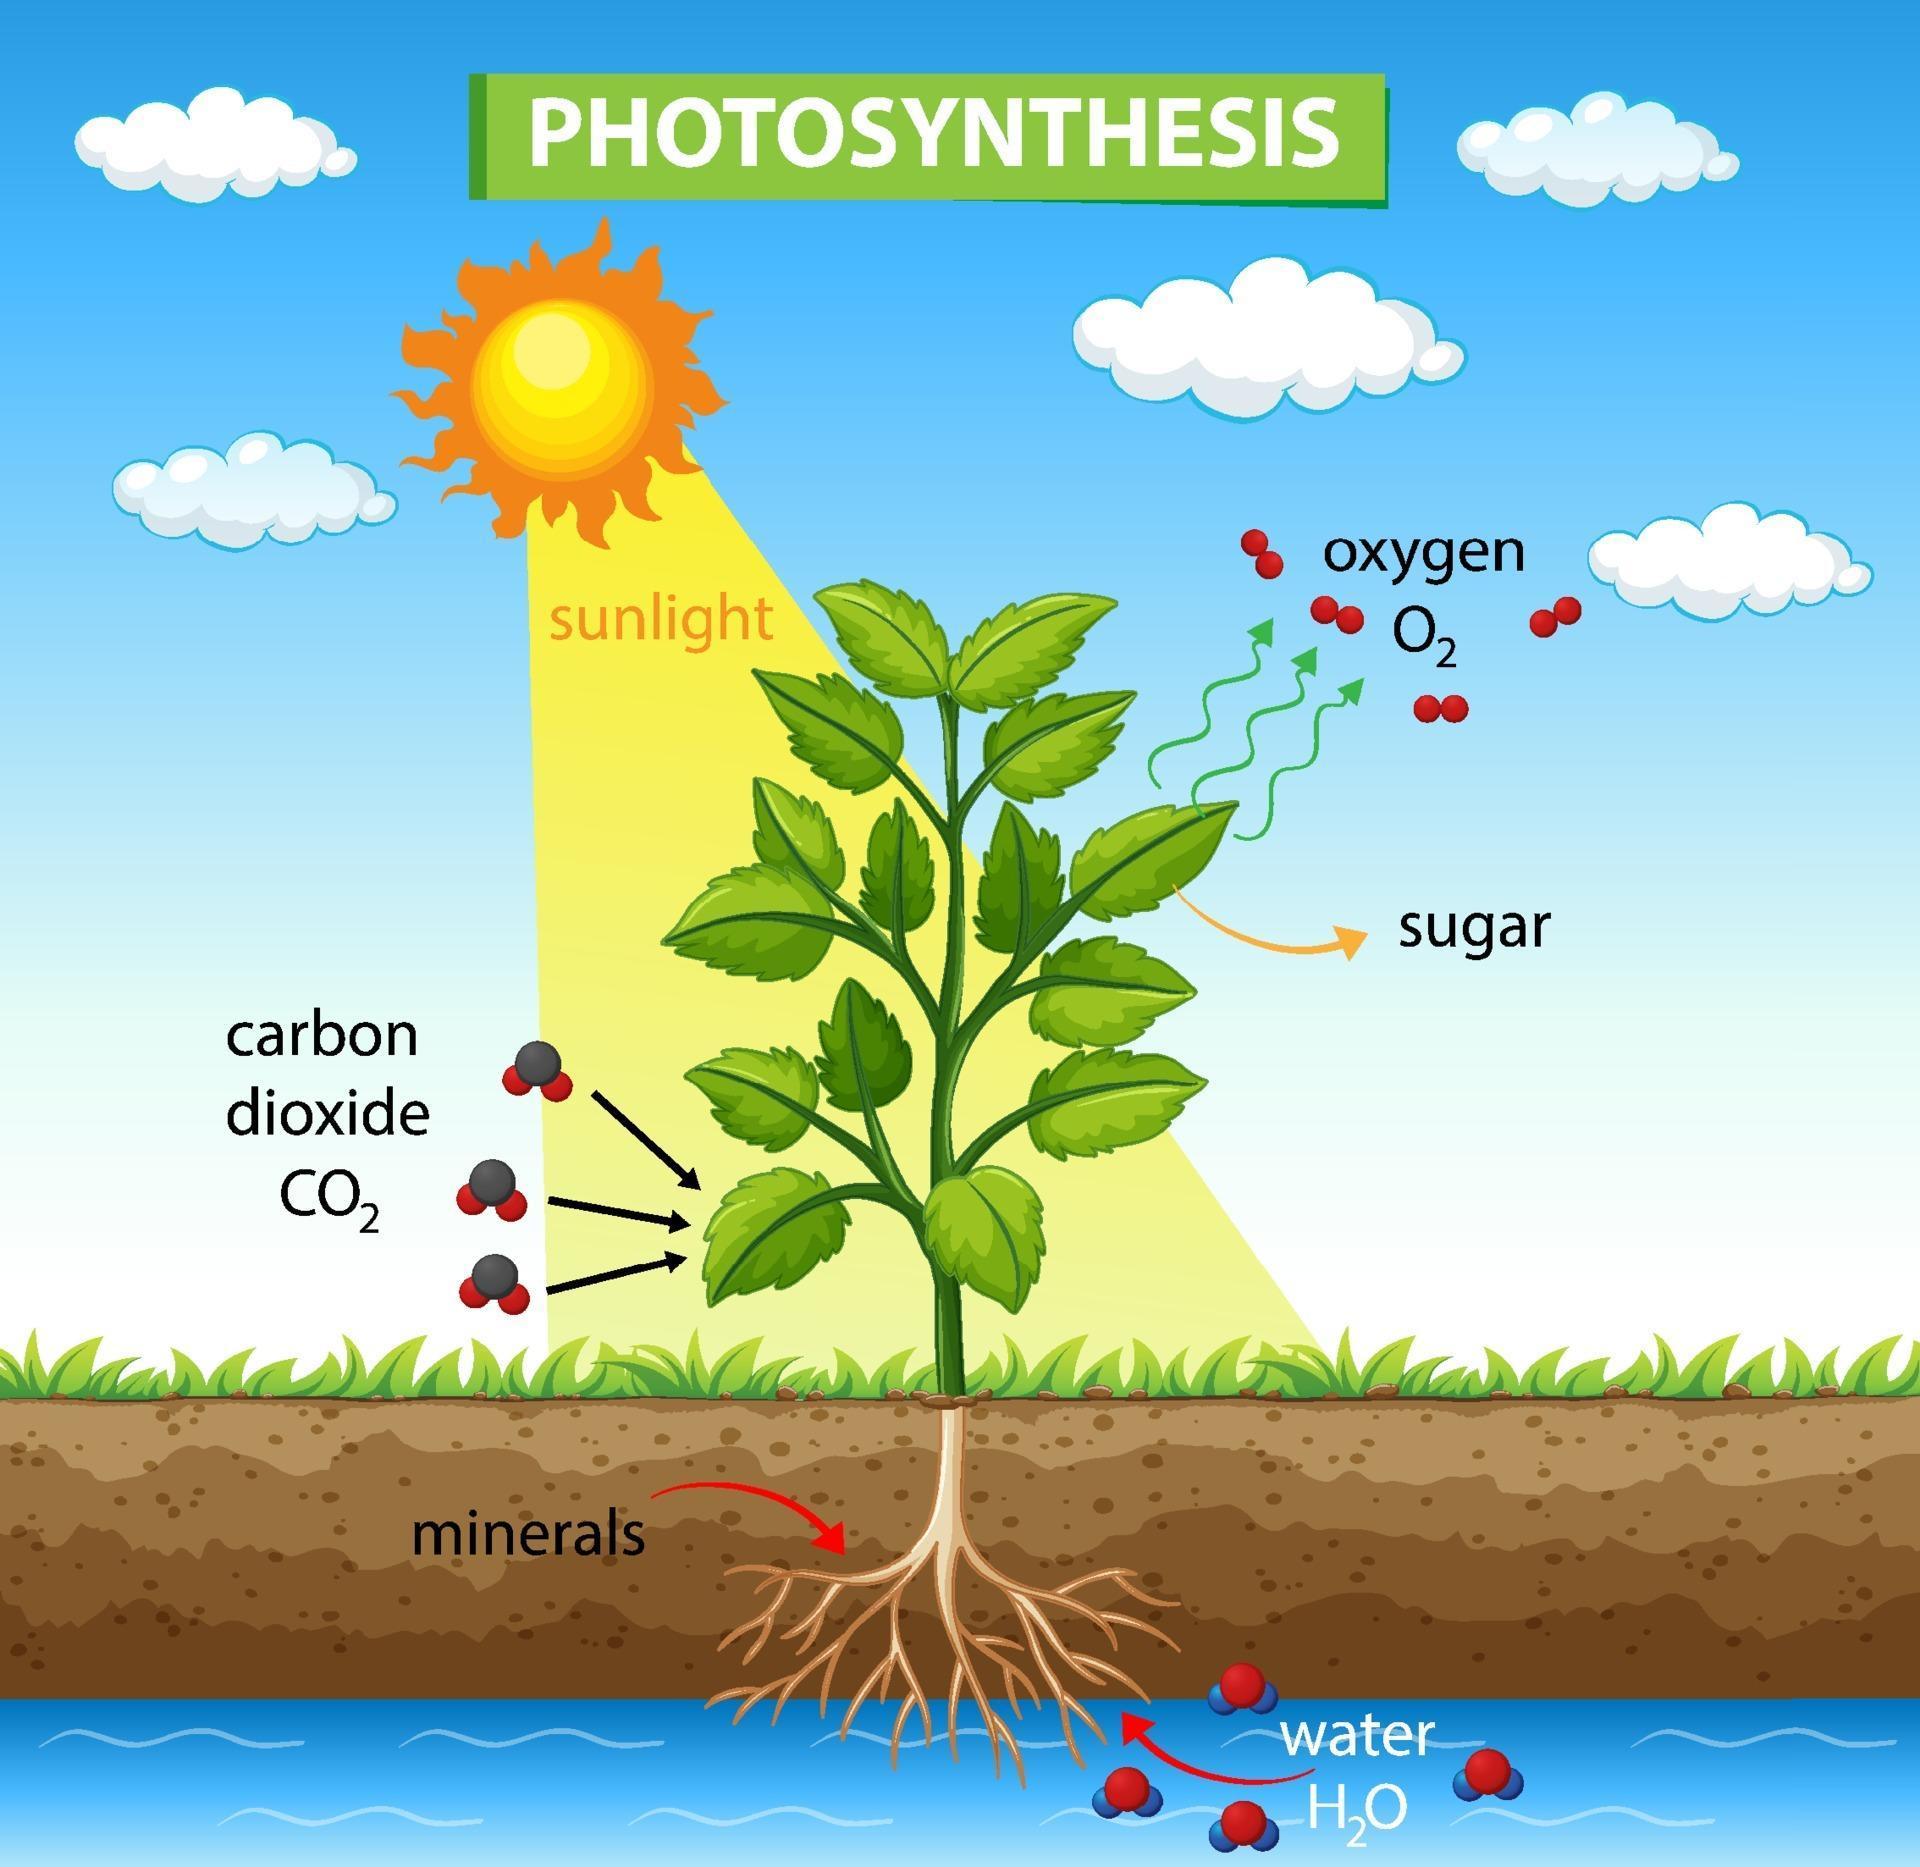 PHOTOSYNTHESIS
sunlight
oxygen
O₂
sugar
carbon
dioxide
CO₂
minerals
water
H₂O